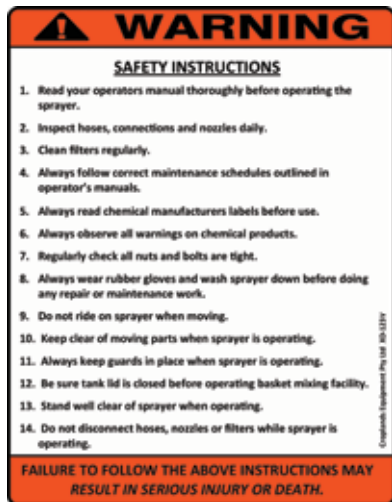 WARNING
SAFETY INSTRUCTIONS
1. Read your operators manual thoroughly before operating the
sprayer.
2. Inspect hoses, connections and nozzles daily.
3. Clean filters regularly.
4. Always follow correct maintenance schedules outlined in
operator's manuals.
5. Always read chemical manufacturers labels before use.
6. Always observe all warnings on chemical products.
7. Regularly check all nuts and bolts are tight.
8. Always wear rubber gloves and wash sprayer down before doing
any repair or maintenance work.
9. Do not ride on sprayer when moving.
10. Keep clear of moving parts when sprayer is operating.
11. Always keep guards in place when sprayer is operating.
12. Be sure tank lid is closed before operating basket mixing facility.
13. Stand well clear of sprayer when operating.
14. Do not disconnect hoses, nozzles or filters while sprayer is
operating.
Croplands Equipment Pty Ltd
FAILURE TO FOLLOW THE ABOVE INSTRUCTIONS MAY
RESULT IN SERIOUS INJURY OR DEATH.